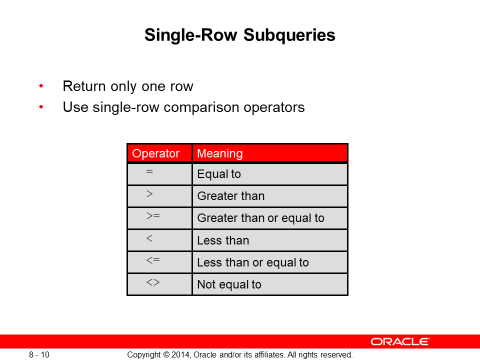 Single-Row Subqueries
• Return only one row
• Use single-row comparison operators
Operator Meaning
= Equal to
> Greater than
>= Greater than or equal to
< Less than
<= Less than or equal to
<> Not equal to
ORACLE
8 - 10 Copyright © 2014, Oracle and/or its affiliates. All rights reserved.